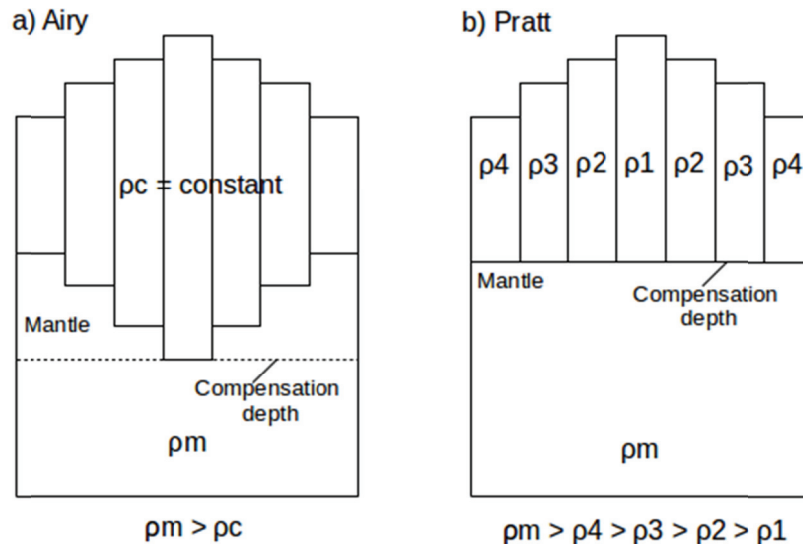 a) Airy
ρc = constant
Mantle
Compensation
depth
ρm
ρm > ρc
b) Pratt
ρ4 ρ3 ρ2 ρ1 ρ2 ρ3 ρ4
Mantle
Compensation
depth
ρm
ρm > ρ4 > ρ3 > ρ2 > ρ1